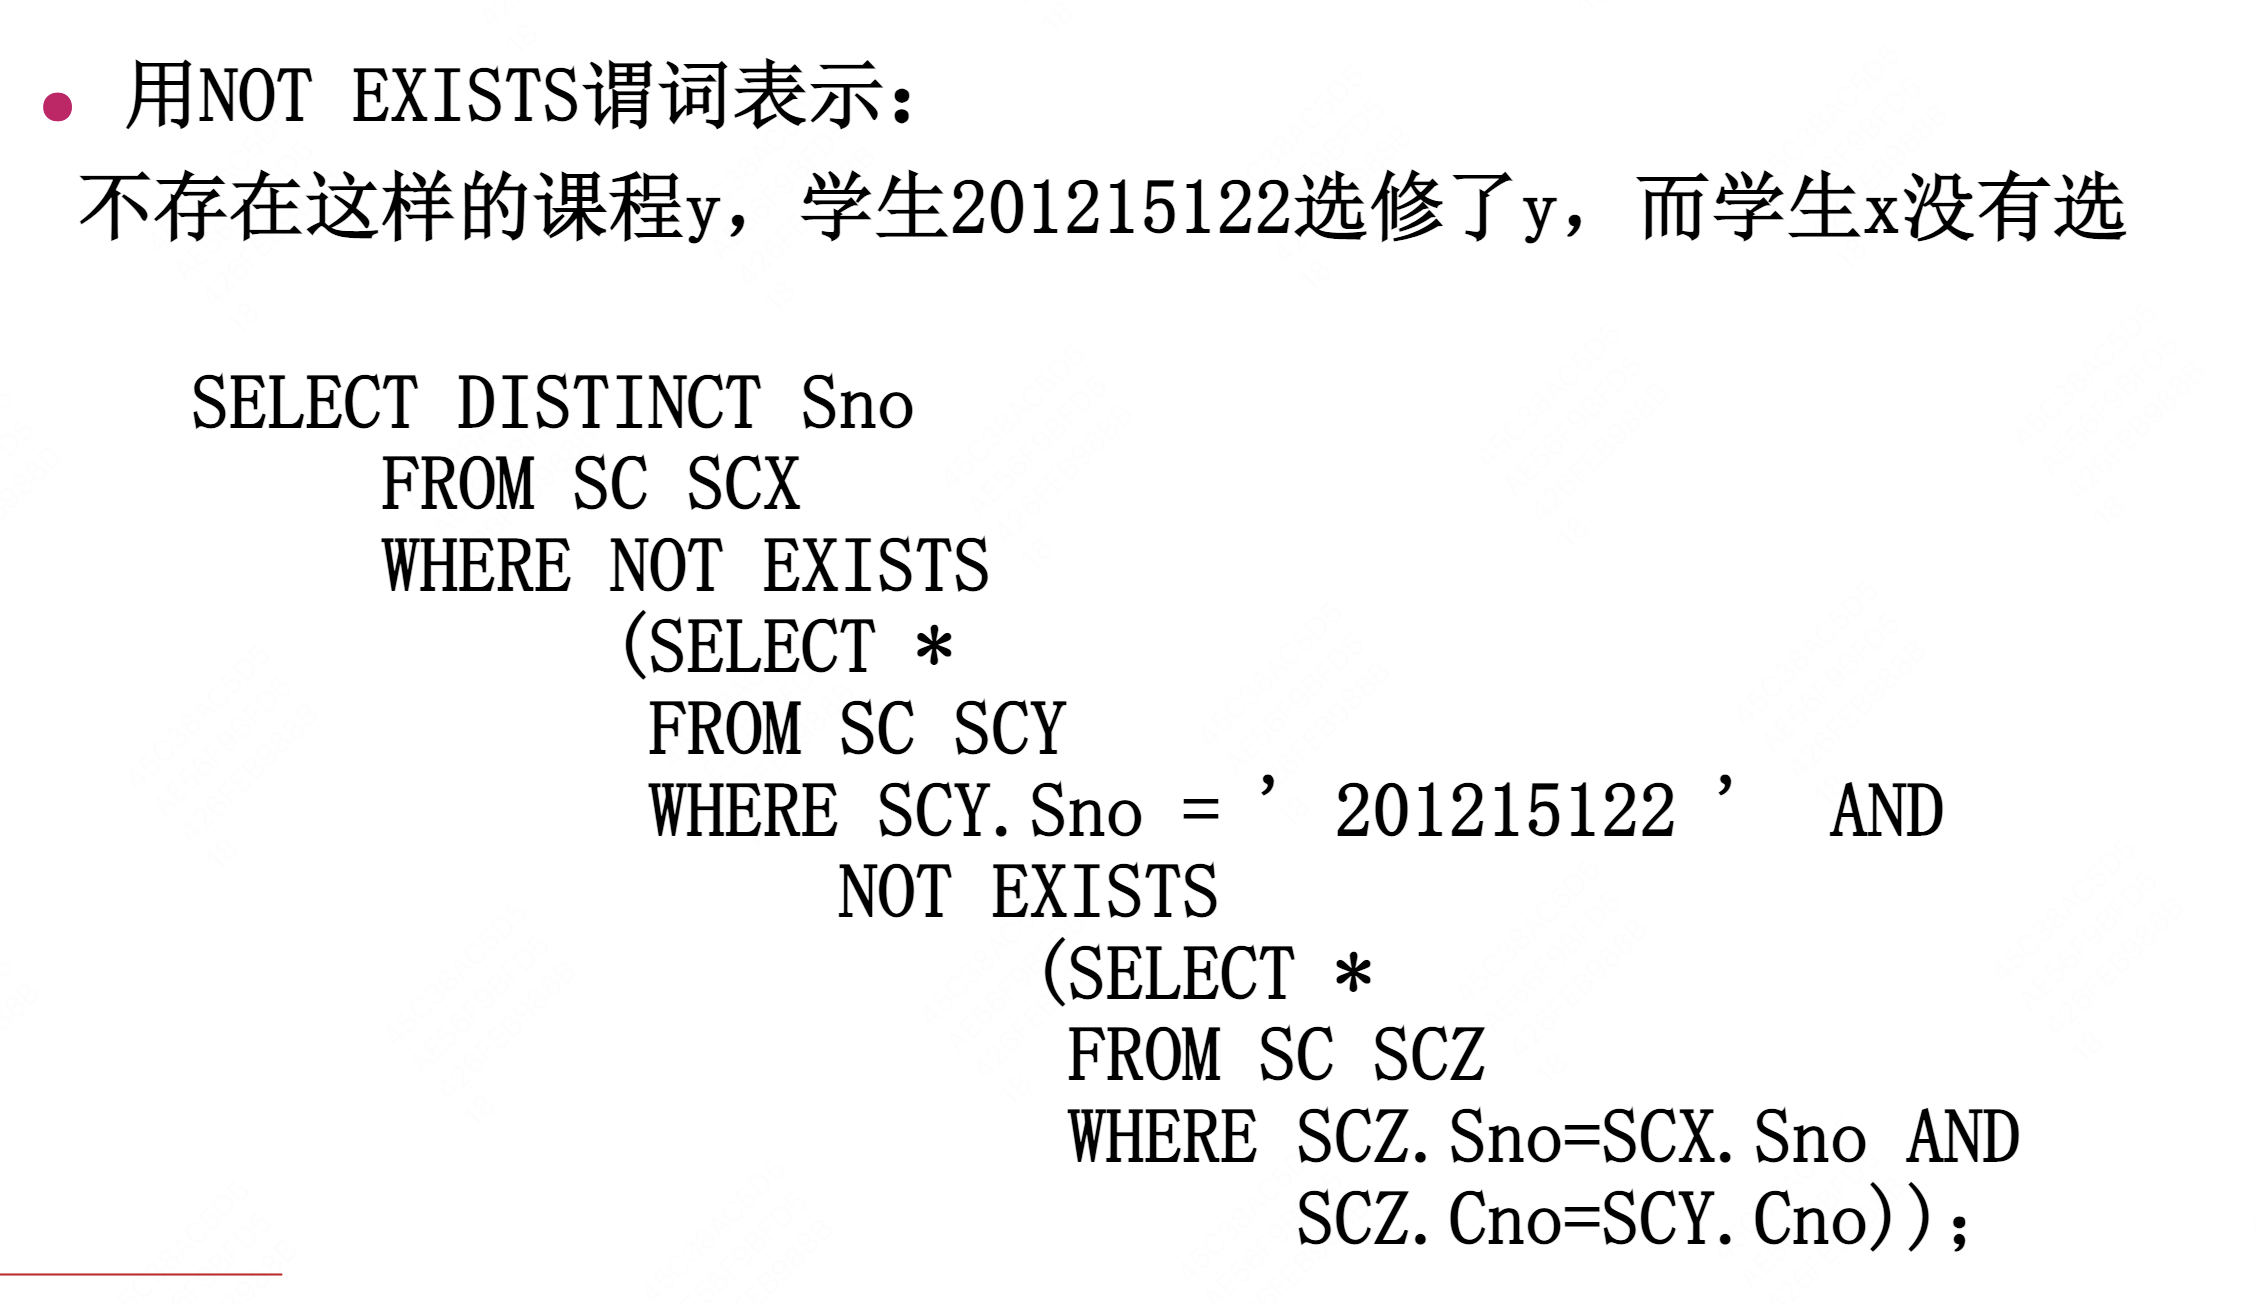 用NOT EXISTS谓词表示：
不存在这样的课程y，学生201215122选修了y，而学生x没有选
SELECT DISTINCT Sno
FROM SC SCX
WHERE NOT EXISTS
(SELECT *
FROM SC SCY
WHERE SCY.Sno = ’ 201215122 ’ AND
NOT EXISTS
(SELECT *
FROM SC SCZ
WHERE SCZ.Sno=SCX.Sno AND
SCZ.Cno=SCY.Cno))；